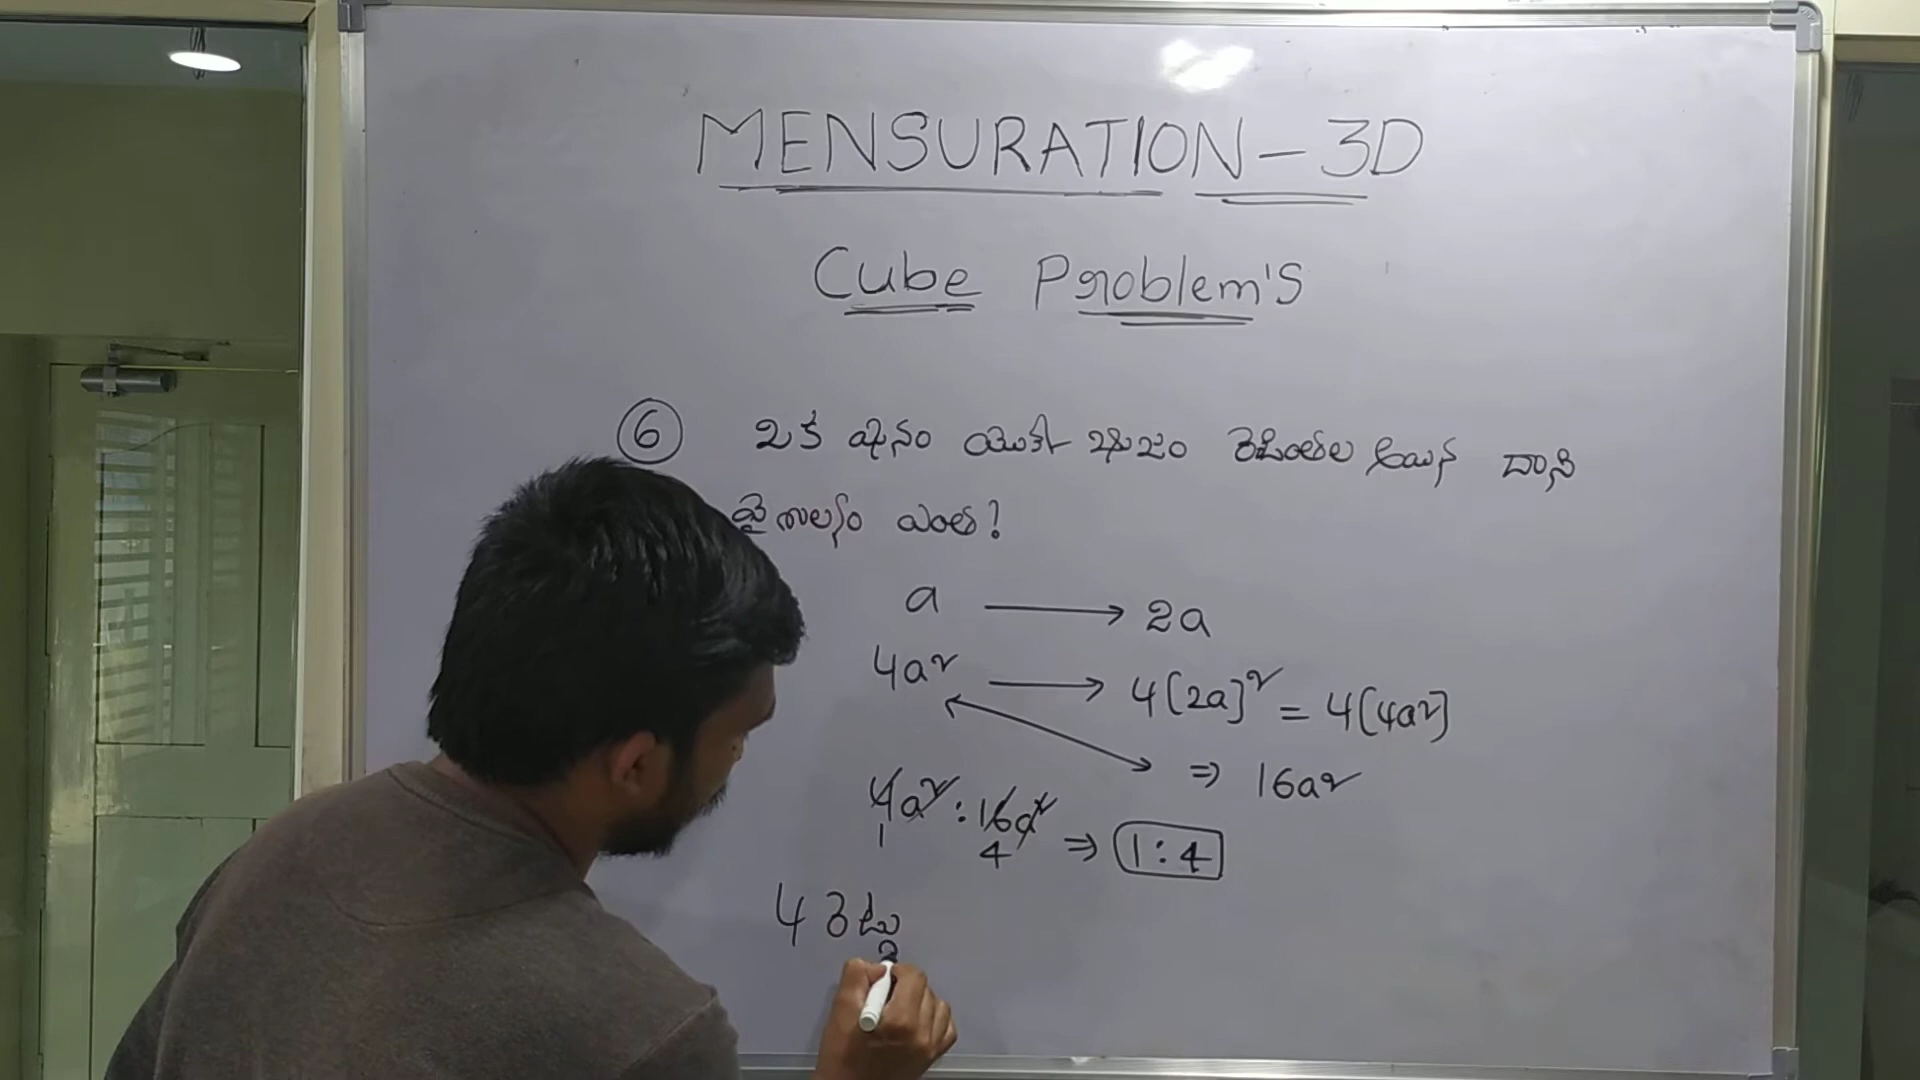 MENSURATION - 3D
Cube Problem's
6 ఒక ఘనం యొక్క భుజం రెడింతలు అయిన దాని
వైశాల్యం ఎంత?
a → 2a
4a² → 4[2a]² = 4(4a²)
⇒ 16a²
4a² : 16a² ⇒ 1 : 4
1 4
4 రెట్లు